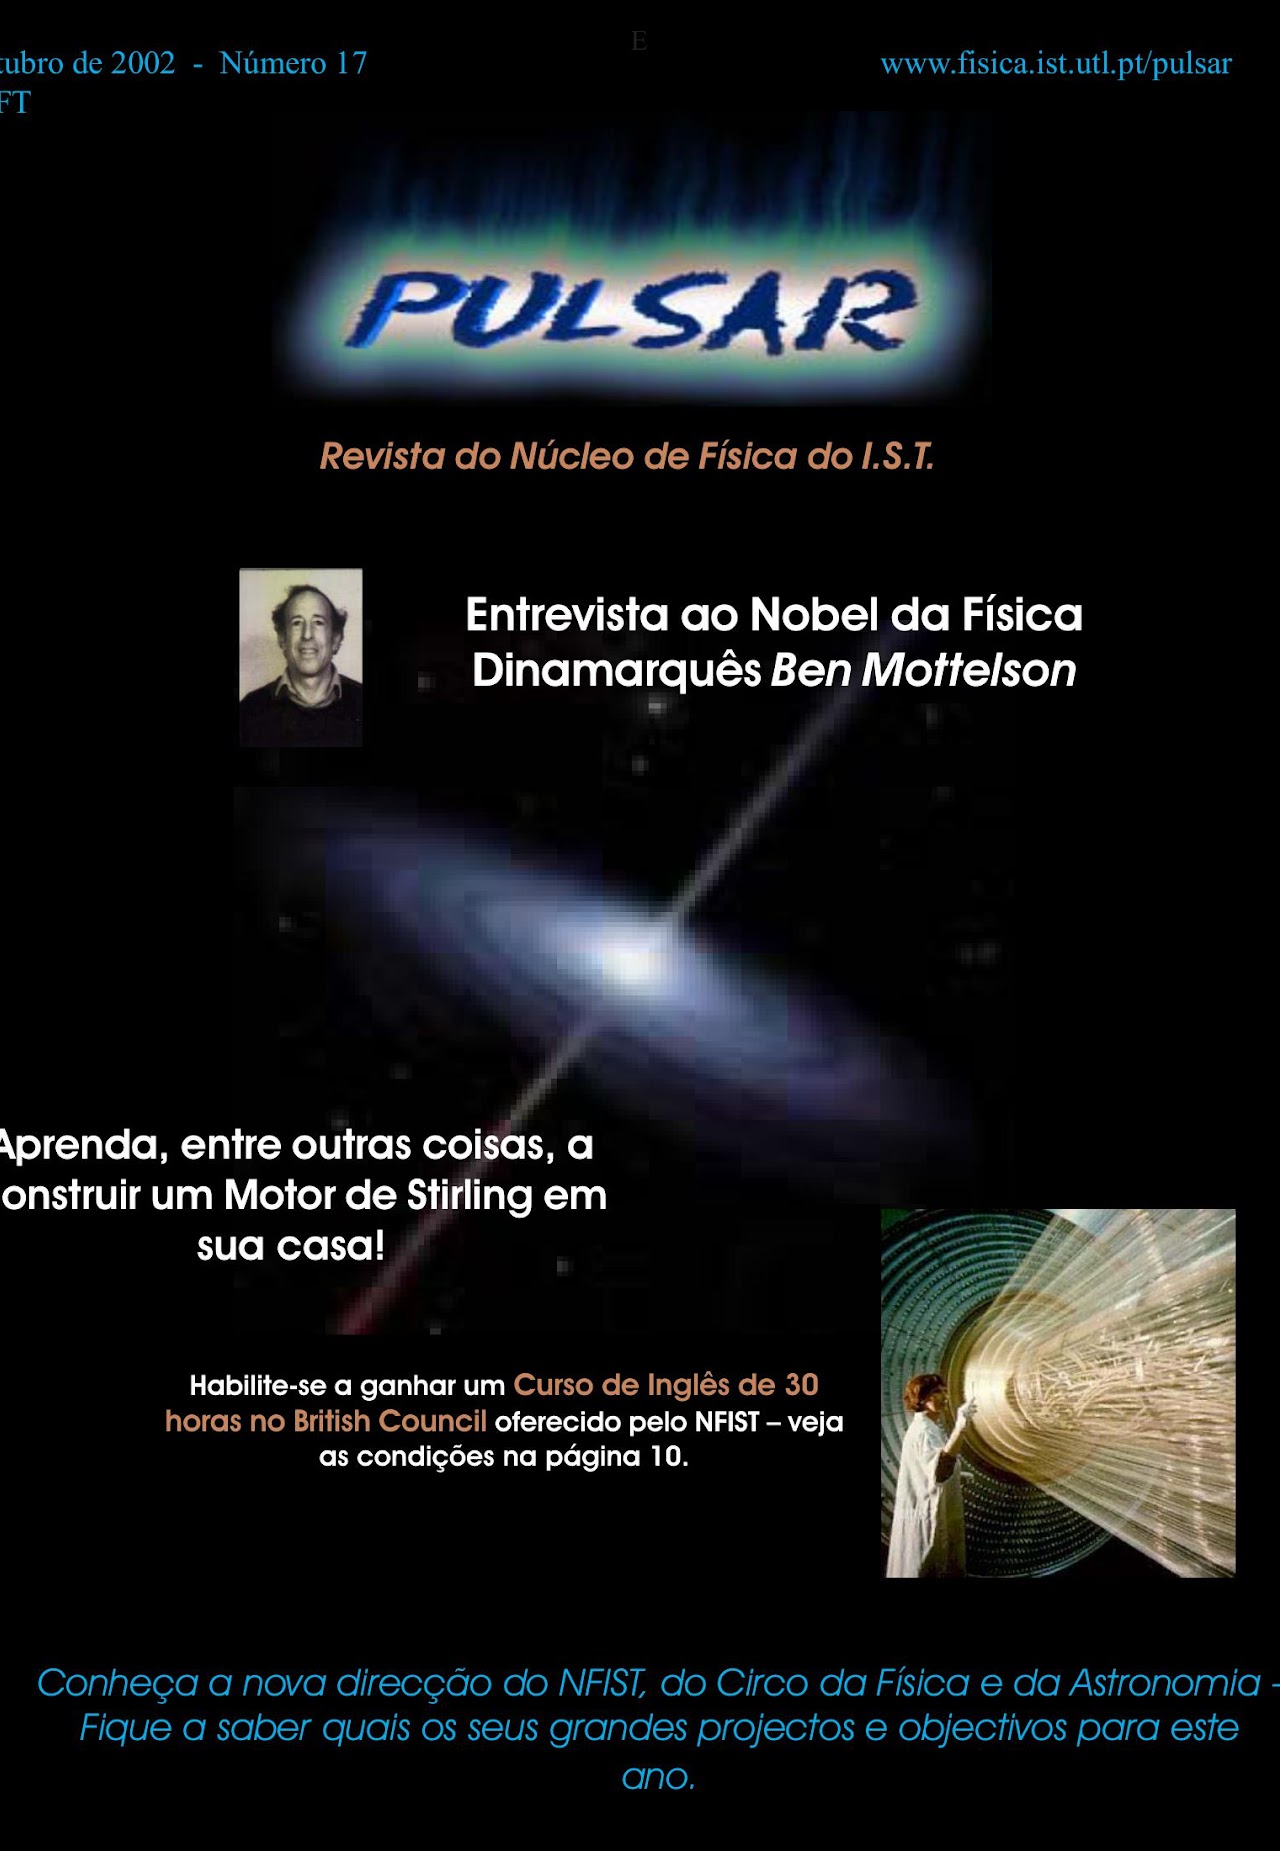 tubro de 2002 - Número 17
E
www.fisica.ist.utl.pt/pulsar
FT
PULSAR
Revista do Núcleo de Física do I.S.T.
Entrevista ao Nobel da Física
Dinamarquês Ben Mottelson
Aprenda, entre outras coisas, a
onstruir um Motor de Stirling em
sua casa!
Habilite-se a ganhar um Curso de Inglês de 30
horas no British Council oferecido pelo NFIST – veja
as condições na página 10.
Conheça a nova direcção do NFIST, do Circo da Física e da Astronomia -
Fique a saber quais os seus grandes projectos e objectivos para este
ano.